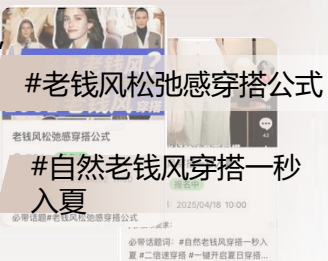 #老钱风松弛感穿搭公式
老钱风松弛感穿搭公式
#自然老钱风穿搭一秒
入夏
报名中
2025/04/18 10:00
必带话题#老钱风松弛感穿搭公式
必带话题词：#自然老钱风穿搭一秒入
夏 #二倍速穿搭 #一键开启夏日穿搭...